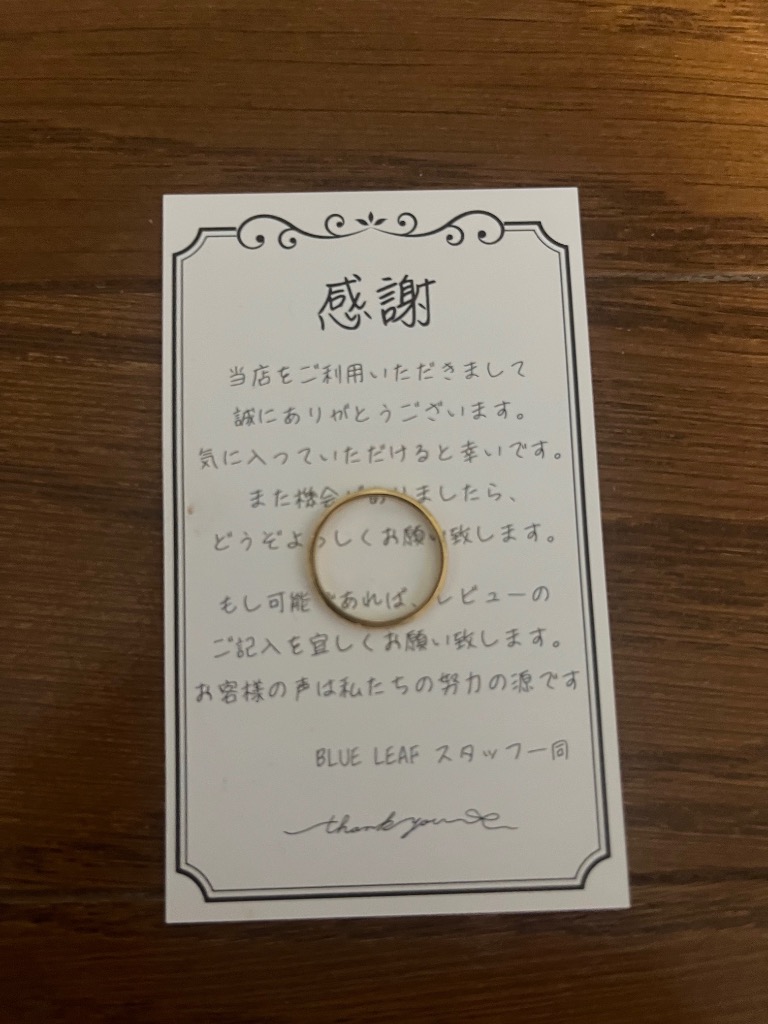 感謝
当店をご利用いただきまして
誠にありがとうございます。
気に入っていただけると幸いです。
また機会がありましたら、
どうぞよろしくお願い致します。
もし可能であれば、レビューの
ご記入を宜しくお願い致します。
お客様の声は私たちの努力の源です
BLUE LEAF スタッフ一同
thank you